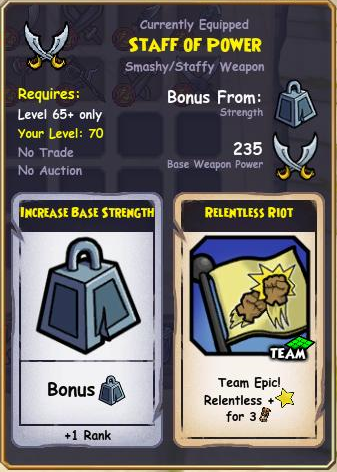 Currently Equipped
STAFF OF POWER
Smashy/Staffy Weapon
Requires:
Level 65+ only
Your Level: 70
No Trade
No Auction
Bonus From:
Strength
235
Base Weapon Power
INCREASE BASE STRENGTH
Bonus
+1 Rank
RELENTLESS RIOT
TEAM
Team Epic!
Relentless +
for 3